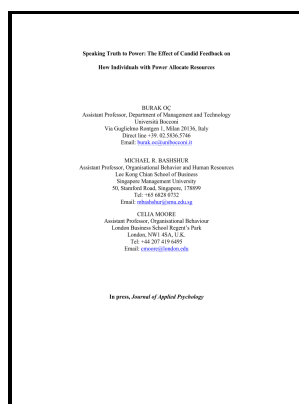 Speaking Truth to Power: The Effect of Candid Feedback on
How Individuals with Power Allocate Resources
BURAK OÇ
Assistant Professor, Department of Management and Technology
Università Bocconi
Via Guglielmo Rontgen 1, Milan 20136, Italy
Direct line +39. 02.5836.5746
Email: burak.oc@unibocconi.it
MICHAEL R. BASHSHUR
Assistant Professor, Organisational Behavior and Human Resources
Lee Kong Chian School of Business
Singapore Management University
50, Stamford Road, Singapore, 178899
Tel: +65 6828 0732
Email: mbashshur@smu.edu.sg
CELIA MOORE
Assistant Professor, Organisational Behaviour
London Business School Regent's Park
London, NW1 4SA, U.K.
Tel: +44 207 419 6495
Email: cmoore@london.edu
In press, Journal of Applied Psychology